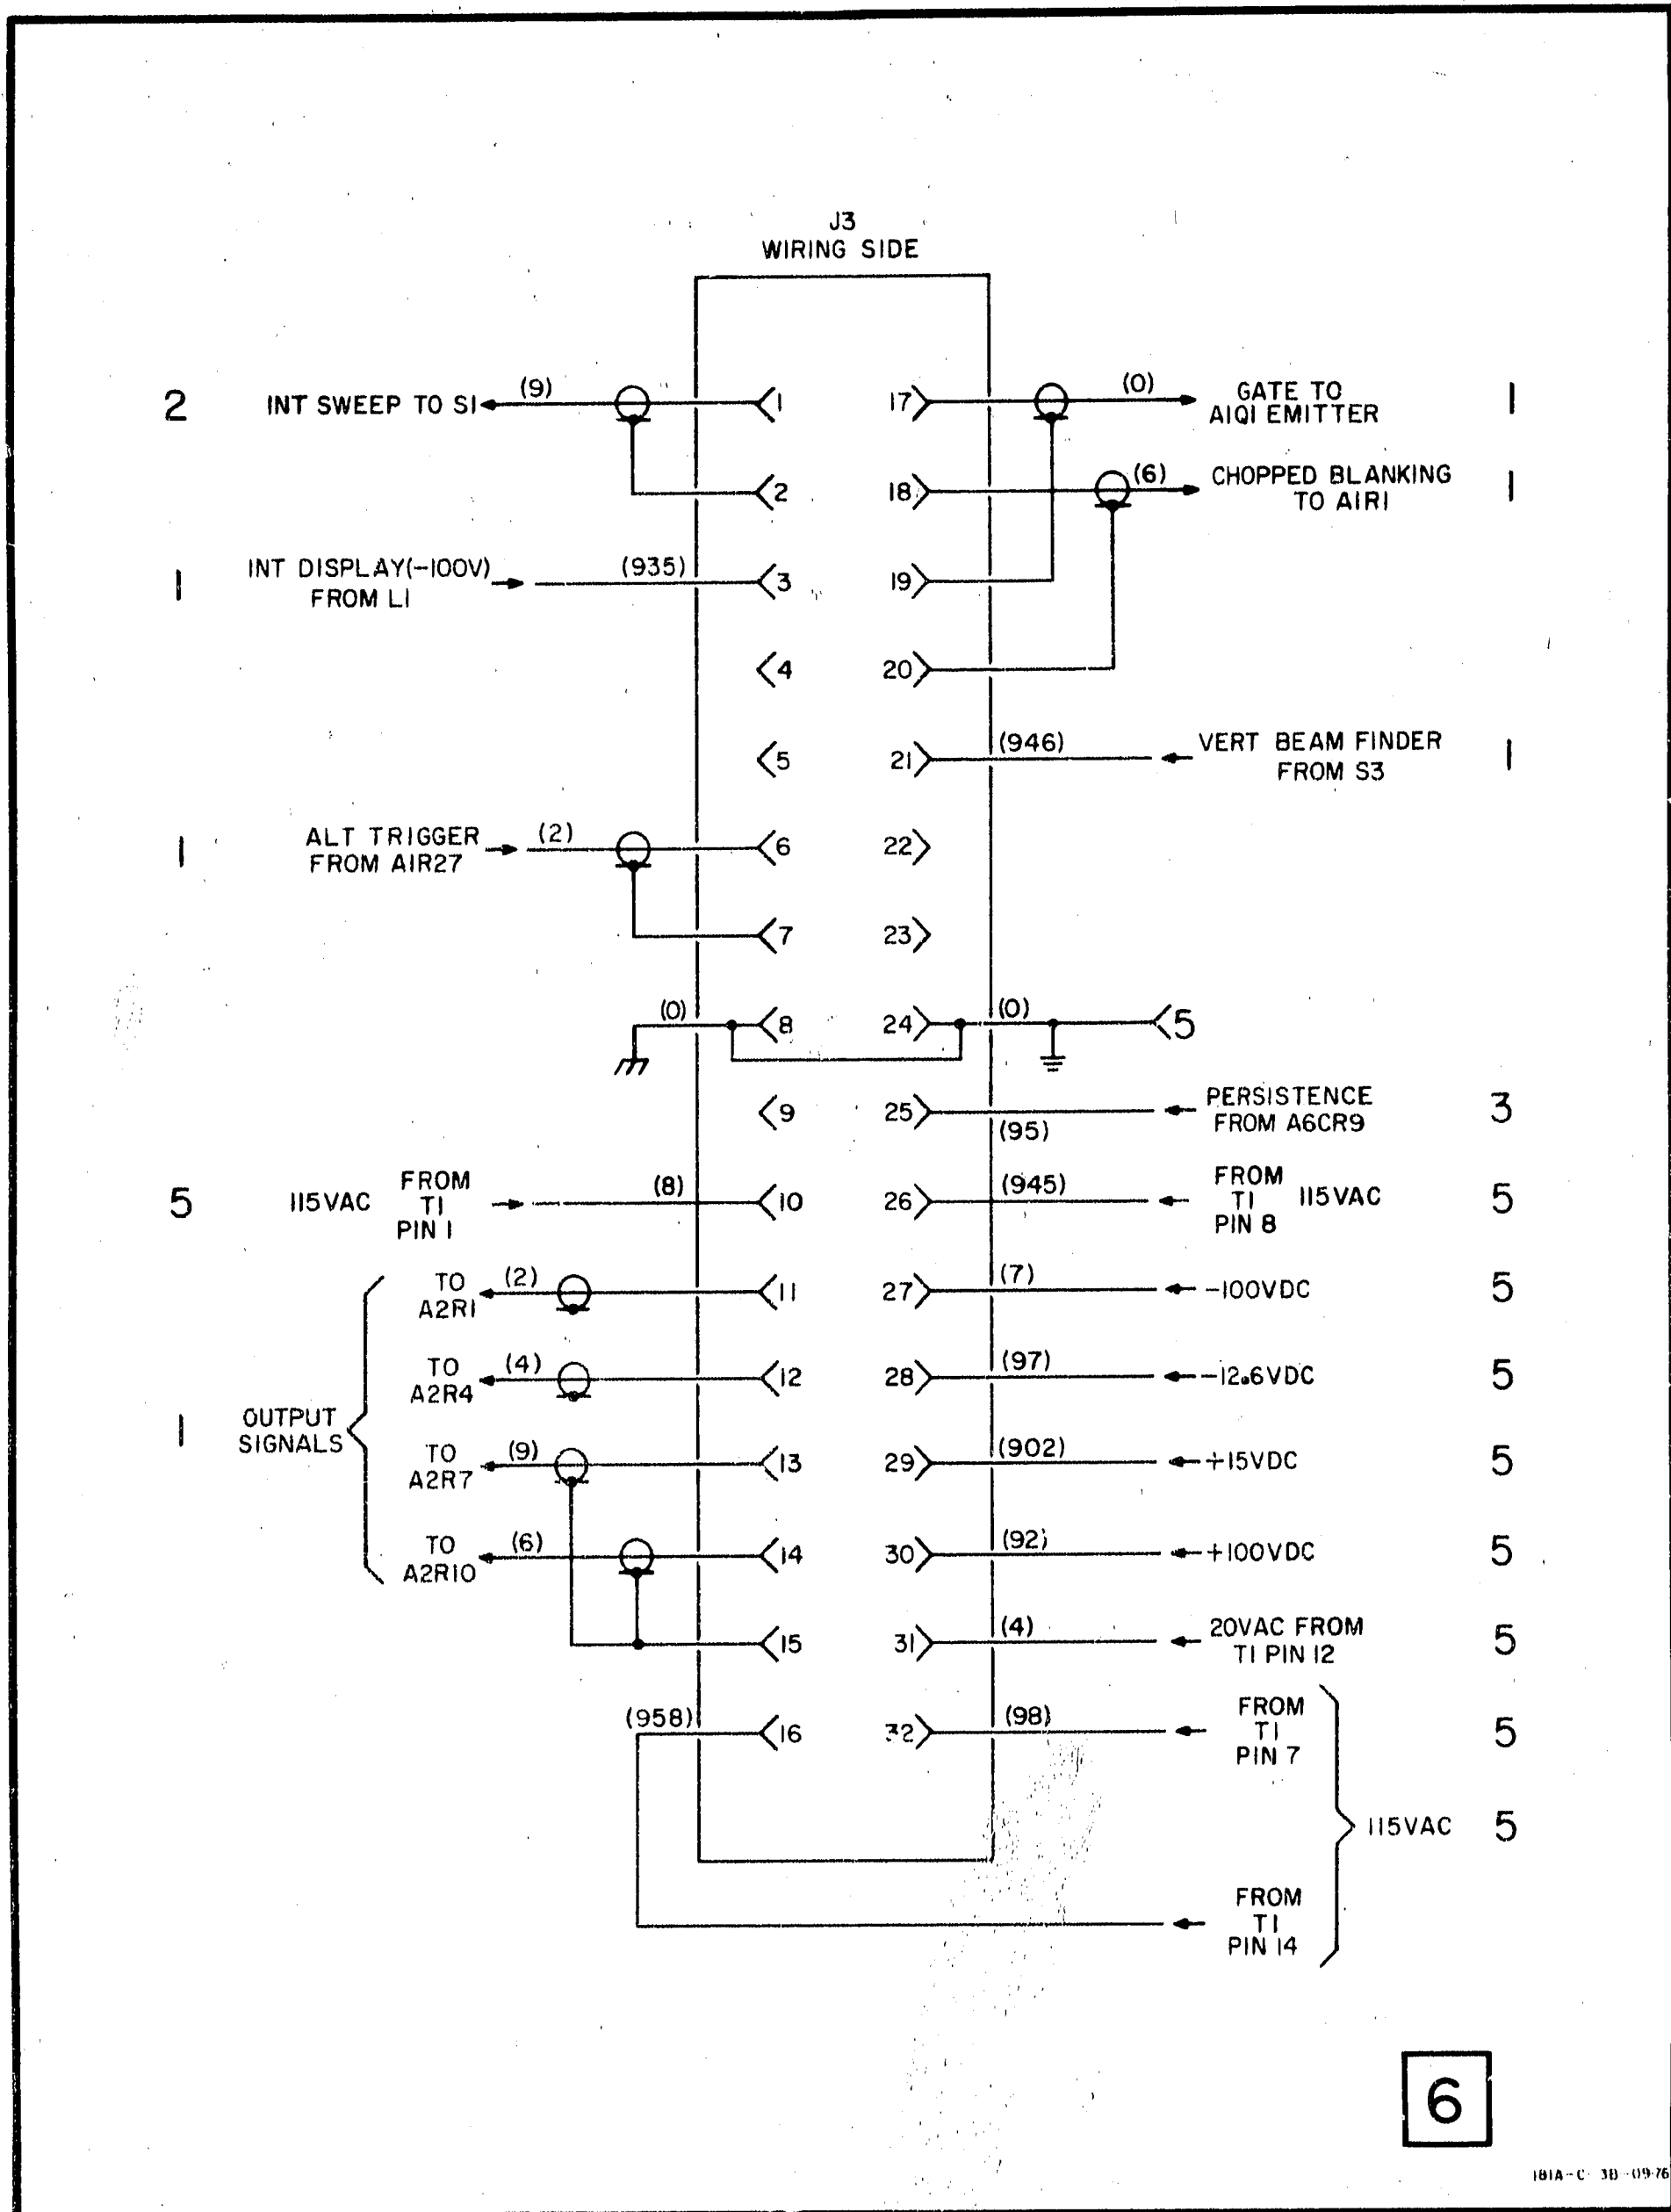 J3
WIRING SIDE
2 INT SWEEP TO S1 (9) 1
17 (0) GATE TO
A1Q1 EMITTER 1
2
18 (6) CHOPPED BLANKING
TO A1R1 1
1 INT DISPLAY(-100V)
FROM L1 (935) 3
19
4
20
5
21 (946) VERT BEAM FINDER
FROM S3 1
1 ALT TRIGGER
FROM A1R27 (2) 6
22
7
23
(0) 8
24 (0) 5
9
25 (95) PERSISTENCE
FROM A6CR9 3
5 115VAC FROM
T1
PIN 1 (8) 10
26 (945) FROM
T1 115VAC
PIN 8 5
1 OUTPUT
SIGNALS
TO
A2R1 (2) 11
27 (7) -100VDC 5
TO
A2R4 (4) 12
28 (97) -12.6VDC 5
TO
A2R7 (9) 13
29 (902) +15VDC 5
TO
A2R10 (6) 14
30 (92) +100VDC 5
15
31 (4) 20VAC FROM
T1 PIN 12 5
(958) 16
32 (98) FROM
T1
PIN 7 5
115VAC 5
FROM
T1
PIN 14
6
181A-C-3B-09-76